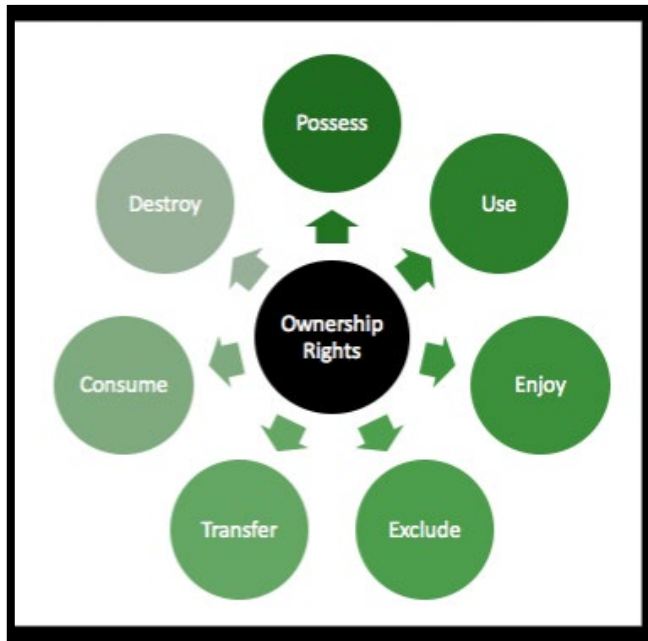 Possess
Use
Enjoy
Exclude
Transfer
Consume
Destroy
Ownership
Rights